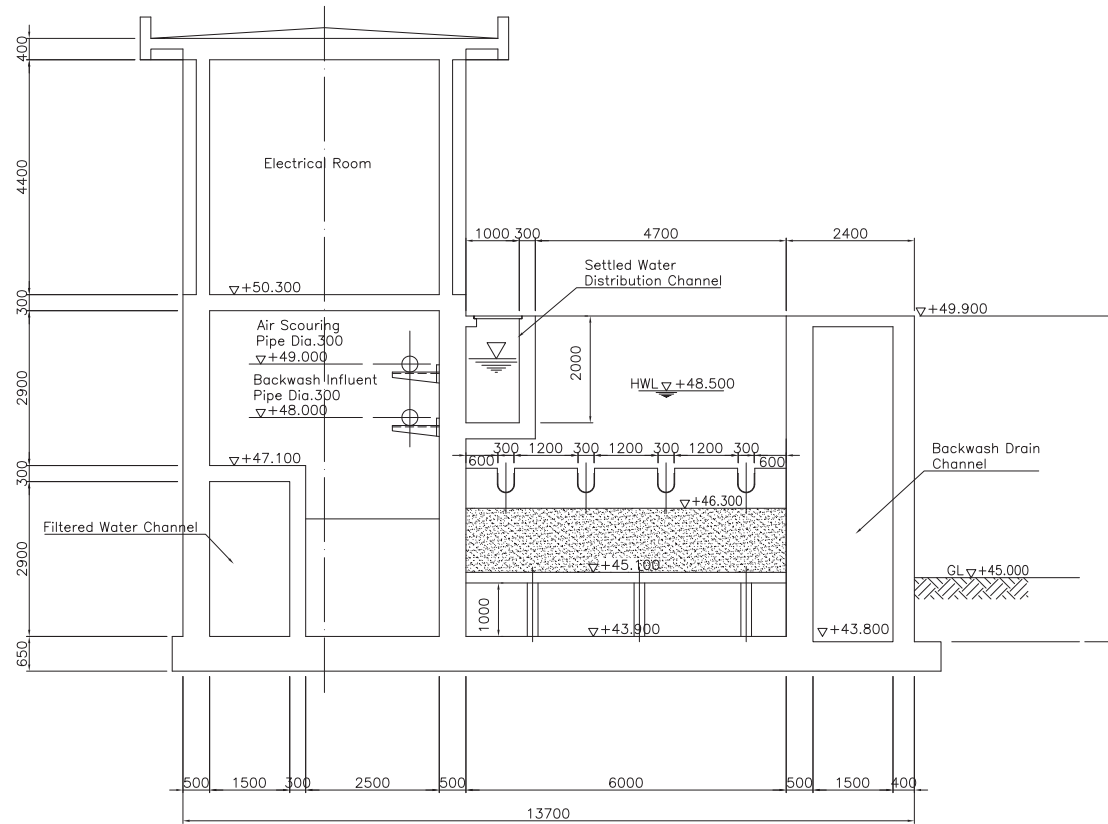 400
4400
300
2900
300
2900
650
Electrical Room
+50.300
Air Scouring
Pipe Dia.300
+49.000
Backwash Influent
Pipe Dia.300
+48.000
+47.100
Filtered Water Channel
1000 300 4700 2400
Settled Water
Distribution Channel
+49.900
2000
HWL +48.500
300 1200 300 1200 300 1200 300
600 600
Backwash Drain
Channel
+46.300
+45.100
GL +45.000
1000
+43.900
+43.800
500 1500 300 2500 500 6000 500 1500 400
13700